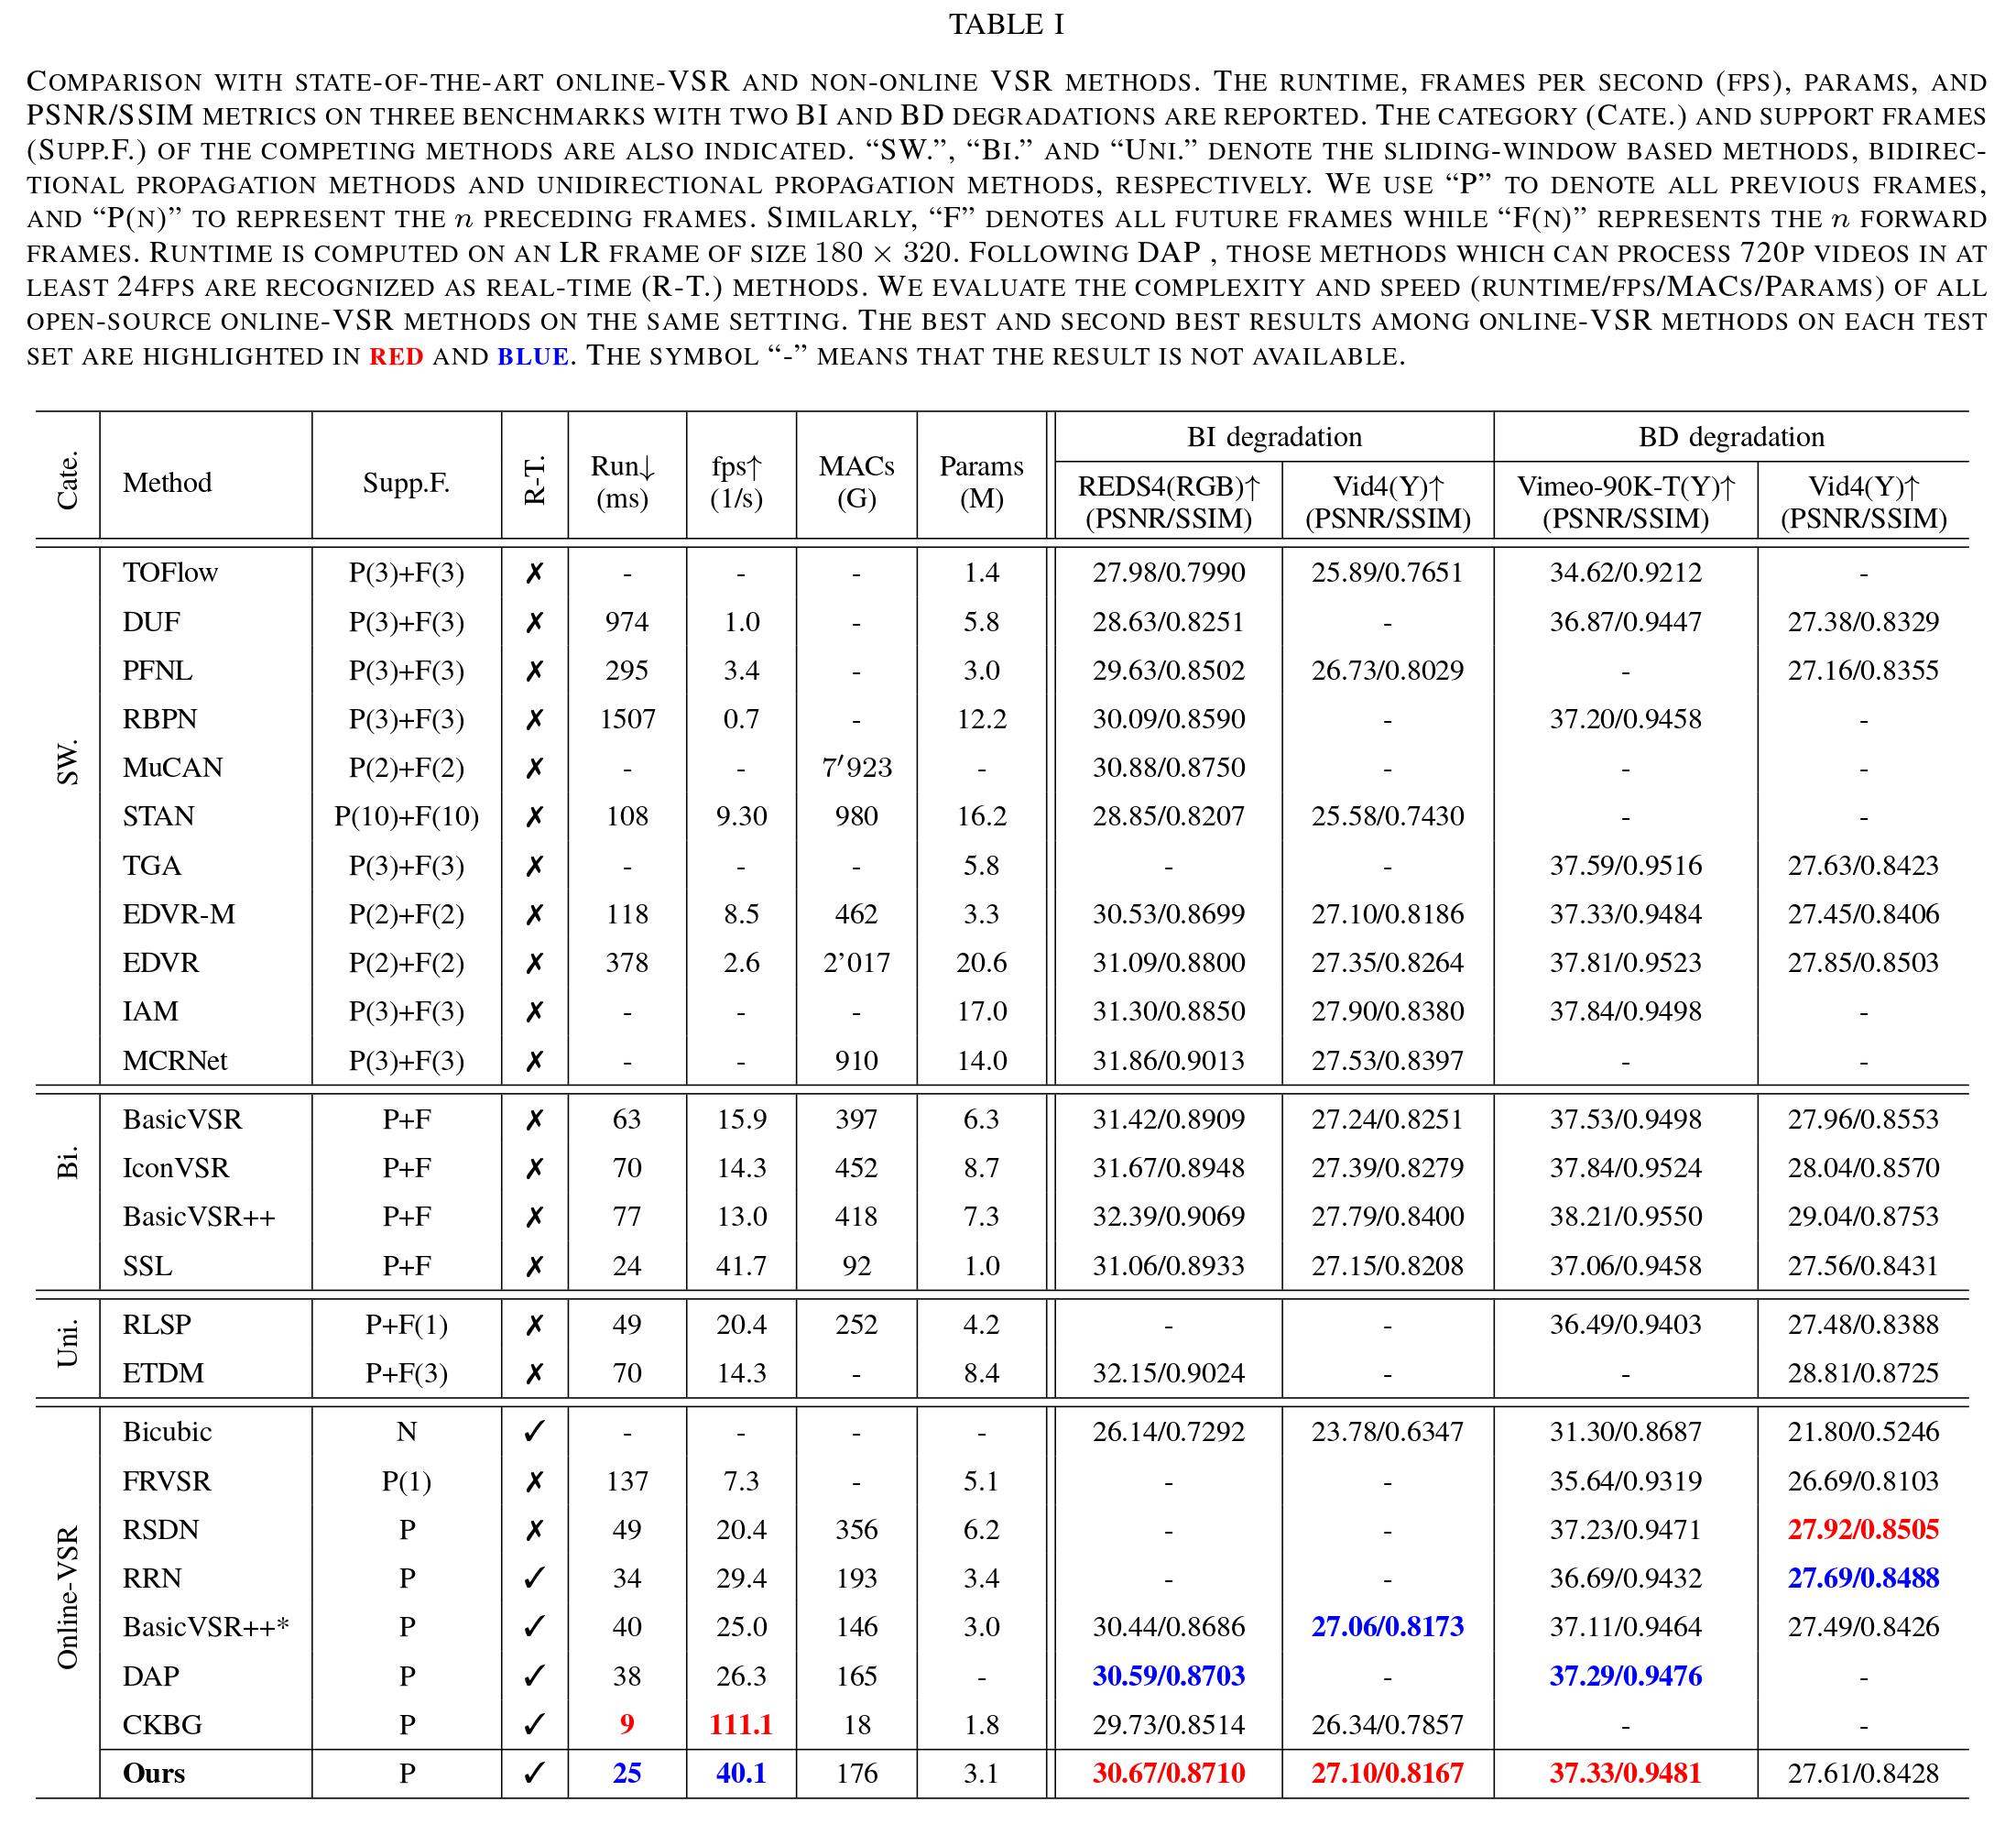 TABLE I
COMPARISON WITH STATE-OF-THE-ART ONLINE-VSR AND NON-ONLINE VSR METHODS. THE RUNTIME, FRAMES PER SECOND (FPS), PARAMS, AND
PSNR/SSIM METRICS ON THREE BENCHMARKS WITH TWO BI AND BD DEGRADATIONS ARE REPORTED. THE CATEGORY (CATE.) AND SUPPORT FRAMES
(SUPP.F.) OF THE COMPETING METHODS ARE ALSO INDICATED. “SW.”, “BI.” AND “UNI.” DENOTE THE SLIDING-WINDOW BASED METHODS, BIDIREC-
TIONAL PROPAGATION METHODS AND UNIDIRECTIONAL PROPAGATION METHODS, RESPECTIVELY. WE USE “P” TO DENOTE ALL PREVIOUS FRAMES,
AND “P(N)” TO REPRESENT THE n PRECEDING FRAMES. SIMILARLY, “F” DENOTES ALL FUTURE FRAMES WHILE “F(N)” REPRESENTS THE n FORWARD
FRAMES. RUNTIME IS COMPUTED ON AN LR FRAME OF SIZE 180 × 320. FOLLOWING DAP , THOSE METHODS WHICH CAN PROCESS 720P VIDEOS IN AT
LEAST 24FPS ARE RECOGNIZED AS REAL-TIME (R-T.) METHODS. WE EVALUATE THE COMPLEXITY AND SPEED (RUNTIME/FPS/MACS/PARAMS) OF ALL
OPEN-SOURCE ONLINE-VSR METHODS ON THE SAME SETTING. THE BEST AND SECOND BEST RESULTS AMONG ONLINE-VSR METHODS ON EACH TEST
SET ARE HIGHLIGHTED IN RED AND BLUE. THE SYMBOL “-” MEANS THAT THE RESULT IS NOT AVAILABLE.
Cate. Method Supp.F. R-T. Run↓ (ms) fps↑ (1/s) MACs (G) Params (M) BI degradation BD degradation
REDS4(RGB)↑ Vid4(Y)↑ Vimeo-90K-T(Y)↑ Vid4(Y)↑
(PSNR/SSIM) (PSNR/SSIM) (PSNR/SSIM) (PSNR/SSIM)
SW.
TOFlow P(3)+F(3) ✗ - - - 1.4 27.98/0.7990 25.89/0.7651 34.62/0.9212 -
DUF P(3)+F(3) ✗ 974 1.0 - 5.8 28.63/0.8251 - 36.87/0.9447 27.38/0.8329
PFNL P(3)+F(3) ✗ 295 3.4 - 3.0 29.63/0.8502 26.73/0.8029 - 27.16/0.8355
RBPN P(3)+F(3) ✗ 1507 0.7 - 12.2 30.09/0.8590 - 37.20/0.9458 -
MuCAN P(2)+F(2) ✗ - - 7′923 - 30.88/0.8750 - - -
STAN P(10)+F(10) ✗ 108 9.30 980 16.2 28.85/0.8207 25.58/0.7430 - -
TGA P(3)+F(3) ✗ - - - 5.8 - - 37.59/0.9516 27.63/0.8423
EDVR-M P(2)+F(2) ✗ 118 8.5 462 3.3 30.53/0.8699 27.10/0.8186 37.33/0.9484 27.45/0.8406
EDVR P(2)+F(2) ✗ 378 2.6 2’017 20.6 31.09/0.8800 27.35/0.8264 37.81/0.9523 27.85/0.8503
IAM P(3)+F(3) ✗ - - - 17.0 31.30/0.8850 27.90/0.8380 37.84/0.9498 -
MCRNet P(3)+F(3) ✗ - - 910 14.0 31.86/0.9013 27.53/0.8397 - -
Bi.
BasicVSR P+F ✗ 63 15.9 397 6.3 31.42/0.8909 27.24/0.8251 37.53/0.9498 27.96/0.8553
IconVSR P+F ✗ 70 14.3 452 8.7 31.67/0.8948 27.39/0.8279 37.84/0.9524 28.04/0.8570
BasicVSR++ P+F ✗ 77 13.0 418 7.3 32.39/0.9069 27.79/0.8400 38.21/0.9550 29.04/0.8753
SSL P+F ✗ 24 41.7 92 1.0 31.06/0.8933 27.15/0.8208 37.06/0.9458 27.56/0.8431
Uni.
RLSP P+F(1) ✗ 49 20.4 252 4.2 - - 36.49/0.9403 27.48/0.8388
ETDM P+F(3) ✗ 70 14.3 - 8.4 32.15/0.9024 - - 28.81/0.8725
Online-VSR
Bicubic N ✓ - - - - 26.14/0.7292 23.78/0.6347 31.30/0.8687 21.80/0.5246
FRVSR P(1) ✗ 137 7.3 - 5.1 - - 35.64/0.9319 26.69/0.8103
RSDN P ✗ 49 20.4 356 6.2 - - 37.23/0.9471 27.92/0.8505
RRN P ✓ 34 29.4 193 3.4 - - 36.69/0.9432 27.69/0.8488
BasicVSR++* P ✓ 40 25.0 146 3.0 30.44/0.8686 27.06/0.8173 37.11/0.9464 27.49/0.8426
DAP P ✓ 38 26.3 165 - 30.59/0.8703 - 37.29/0.9476 -
CKBG P ✓ 9 111.1 18 1.8 29.73/0.8514 26.34/0.7857 - -
Ours P ✓ 25 40.1 176 3.1 30.67/0.8710 27.10/0.8167 37.33/0.9481 27.61/0.8428